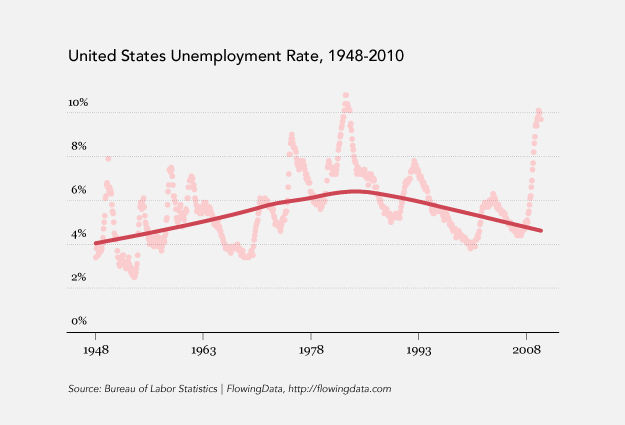 United States Unemployment Rate, 1948-2010
10%
8%
6%
4%
2%
0%
1948 1963 1978 1993 2008
Source: Bureau of Labor Statistics | FlowingData, http://flowingdata.com